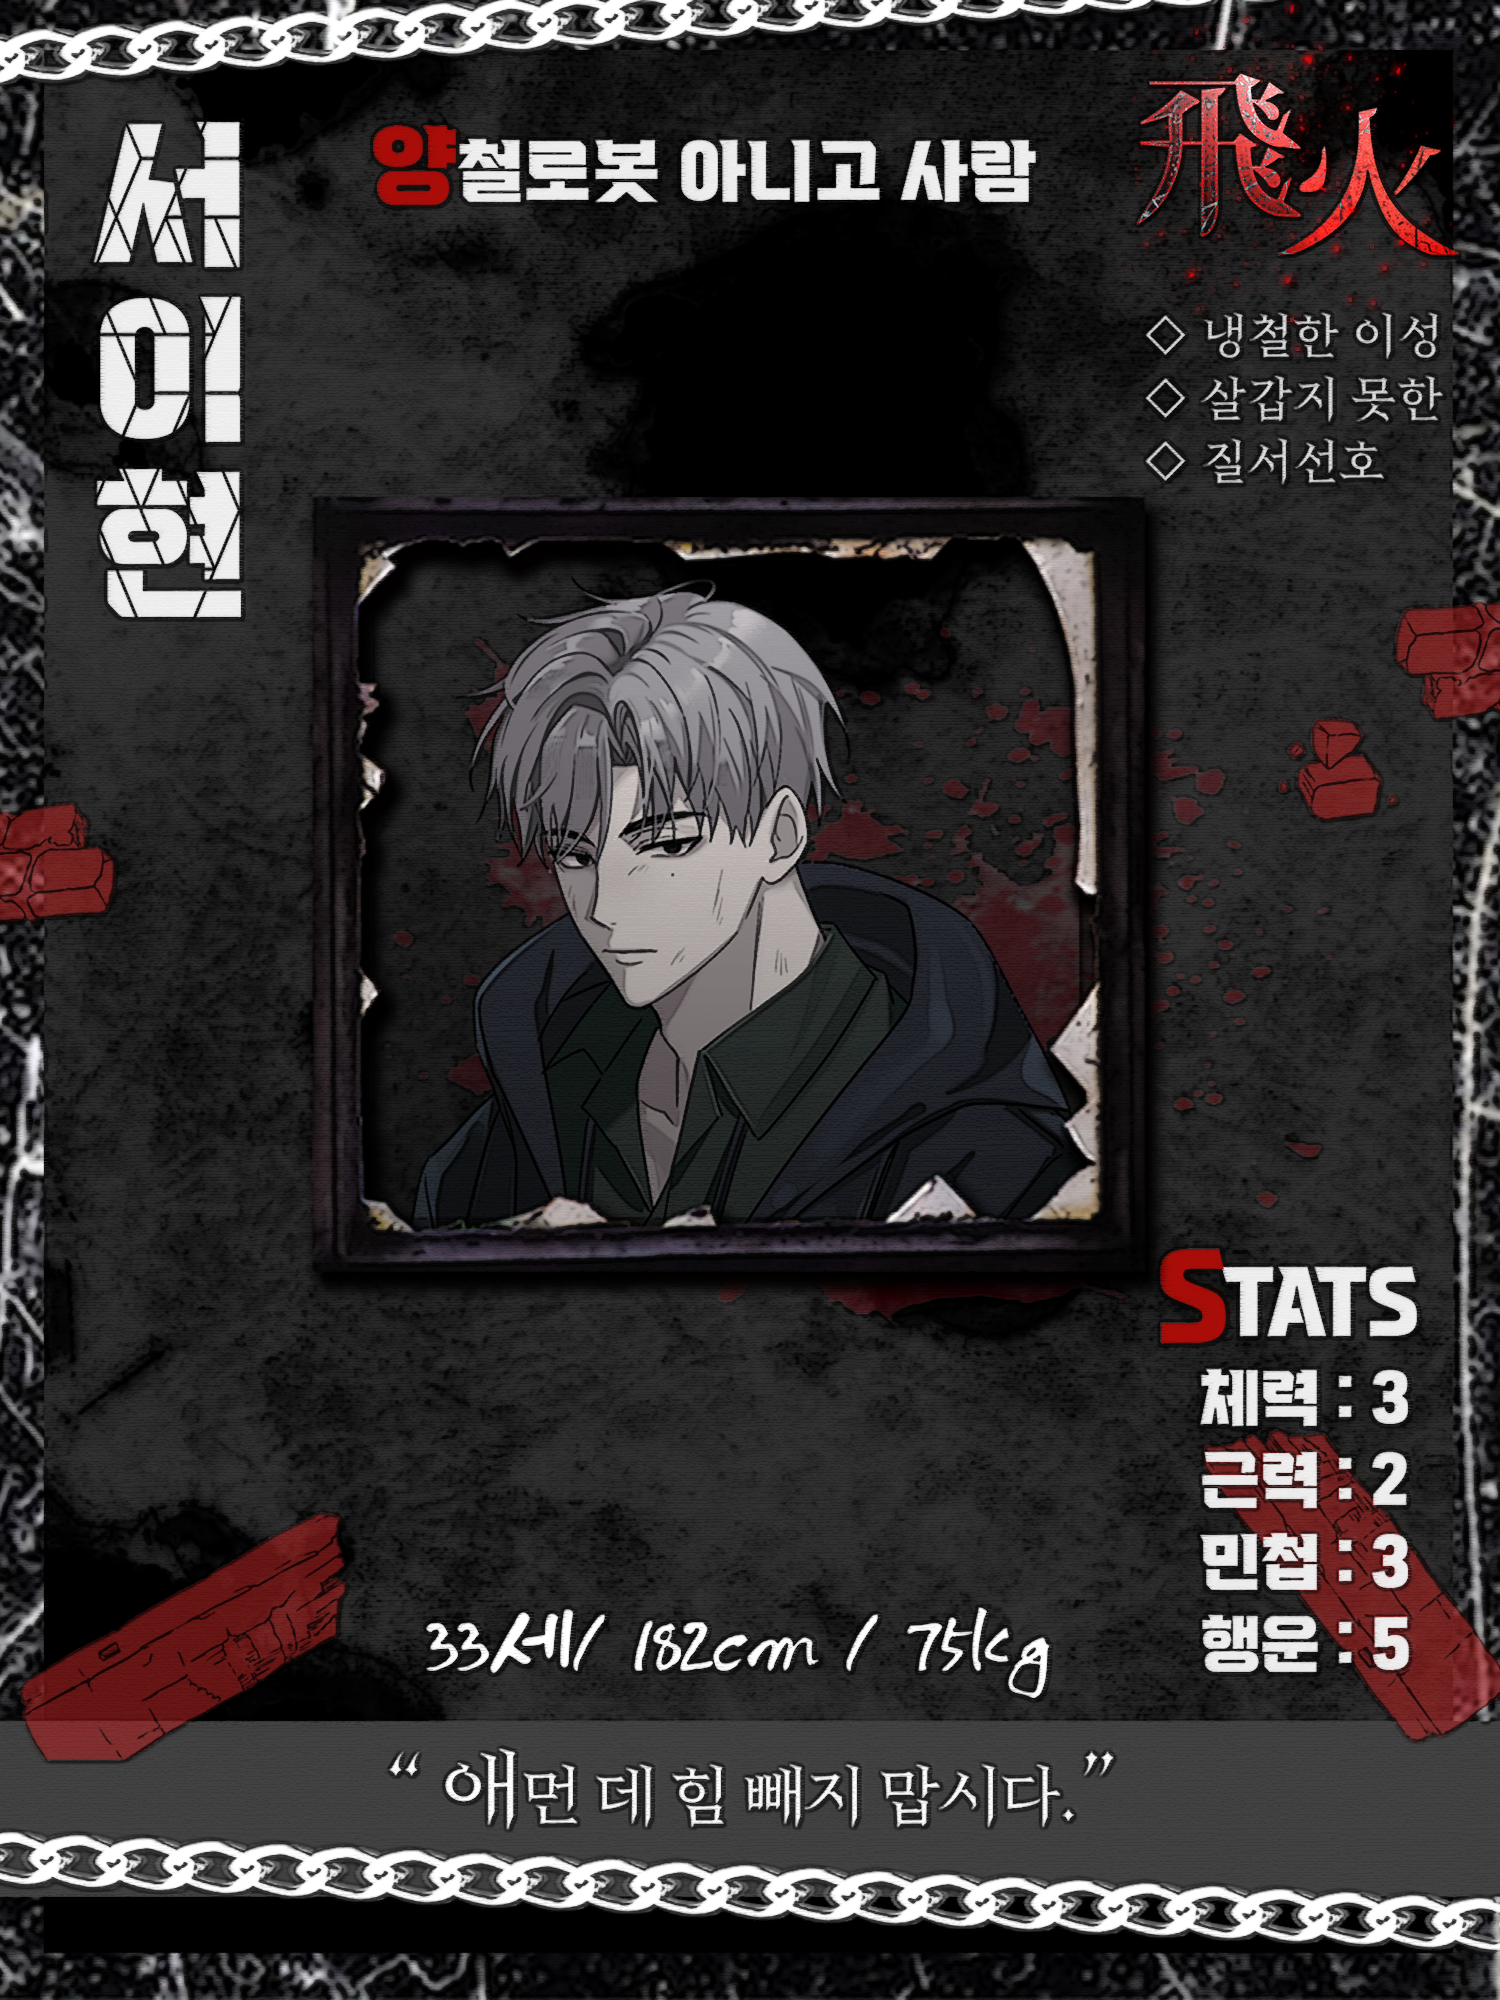 서이현
양철로봇 아니고 사람
飛火
◇ 냉철한 이성
◇ 살갑지 못한
◇ 질서선호
STATS
체력 : 3
근력 : 2
민첩 : 3
행운 : 5
33세/ 182cm / 75kg
“ 애먼 데 힘 빼지 맙시다.”